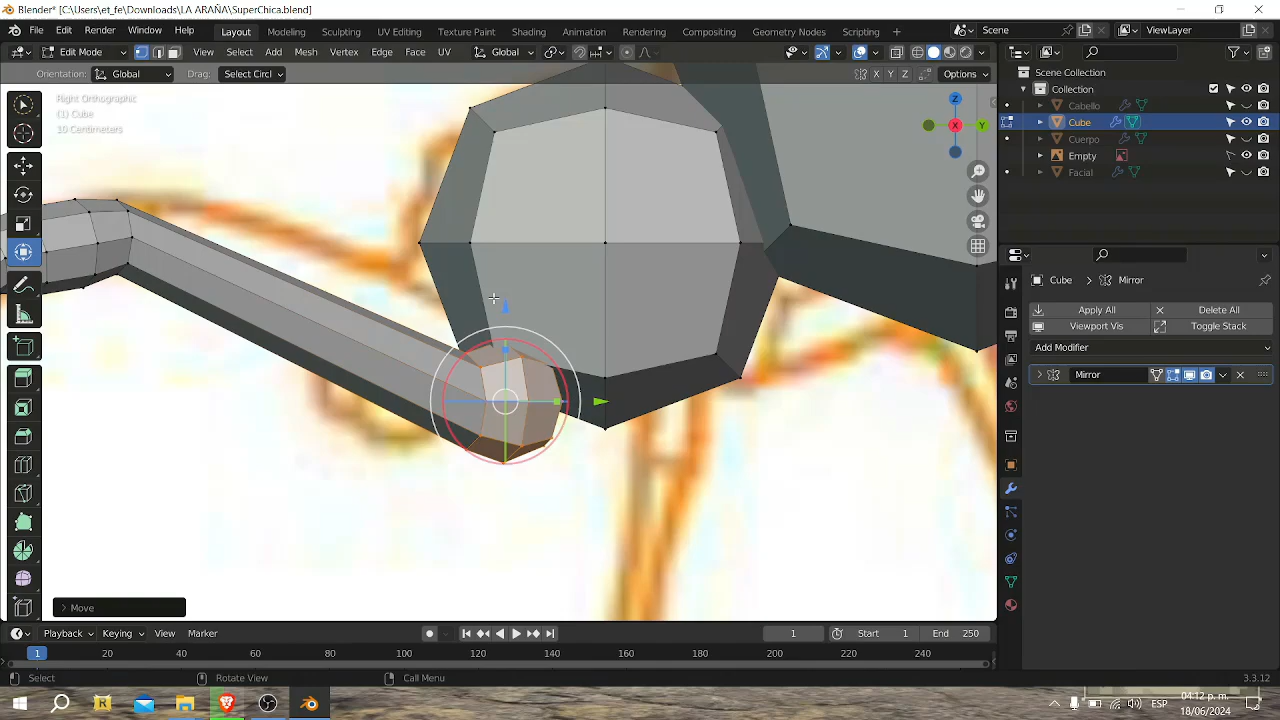 Blender* [C:\Users\et_fe\Downloads\LA ARAÑA\SuperChica.blend]
File Edit Render Window Help Layout Modeling Sculpting UV Editing Texture Paint Shading Animation Rendering Compositing Geometry Nodes Scripting + Scene ViewLayer
Edit Mode View Select Add Mesh Vertex Edge Face UV Global
Orientation: Global Drag: Select Circl X Y Z Options
Right Orthographic
(1) Cube
10 Centimeters
Z
X
Y
Scene Collection
Collection
Cabello
Cube
Cuerpo
Empty
Facial
Cube Mirror
Apply All Delete All
Viewport Vis Toggle Stack
Add Modifier
Mirror
Move
Playback Keying View Marker 1 Start 1 End 250
1 20 40 60 80 100 120 140 160 180 200 220 240
Select Rotate View Call Menu 3.3.12
R ESP 04:12 p. m.
18/06/2024